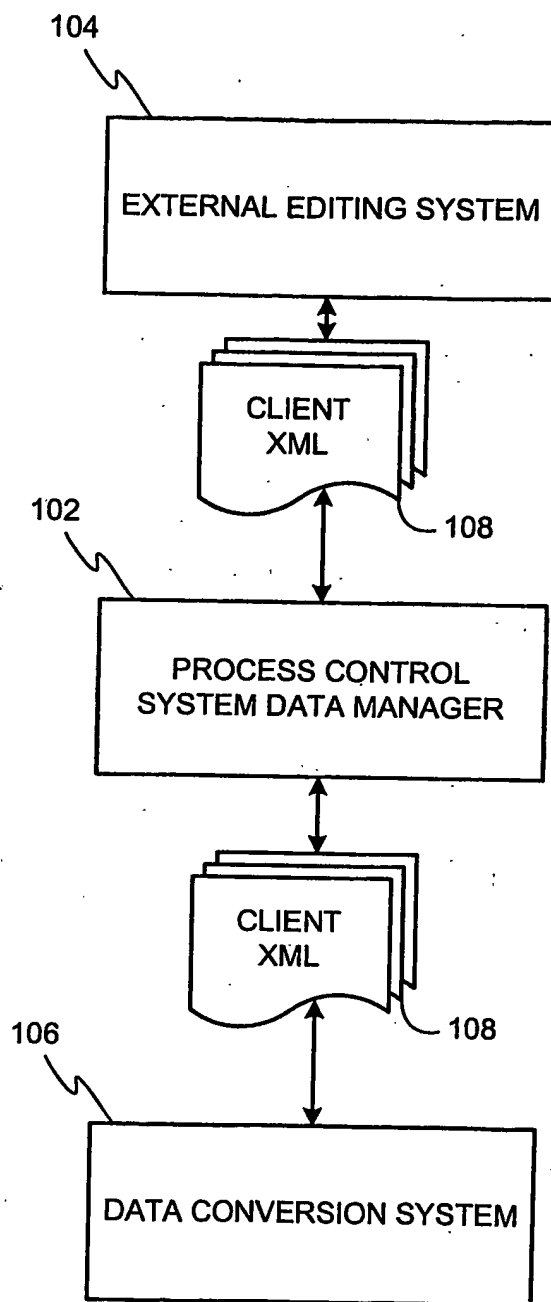 104
EXTERNAL EDITING SYSTEM
CLIENT
XML
108
102
PROCESS CONTROL
SYSTEM DATA MANAGER
CLIENT
XML
108
106
DATA CONVERSION SYSTEM